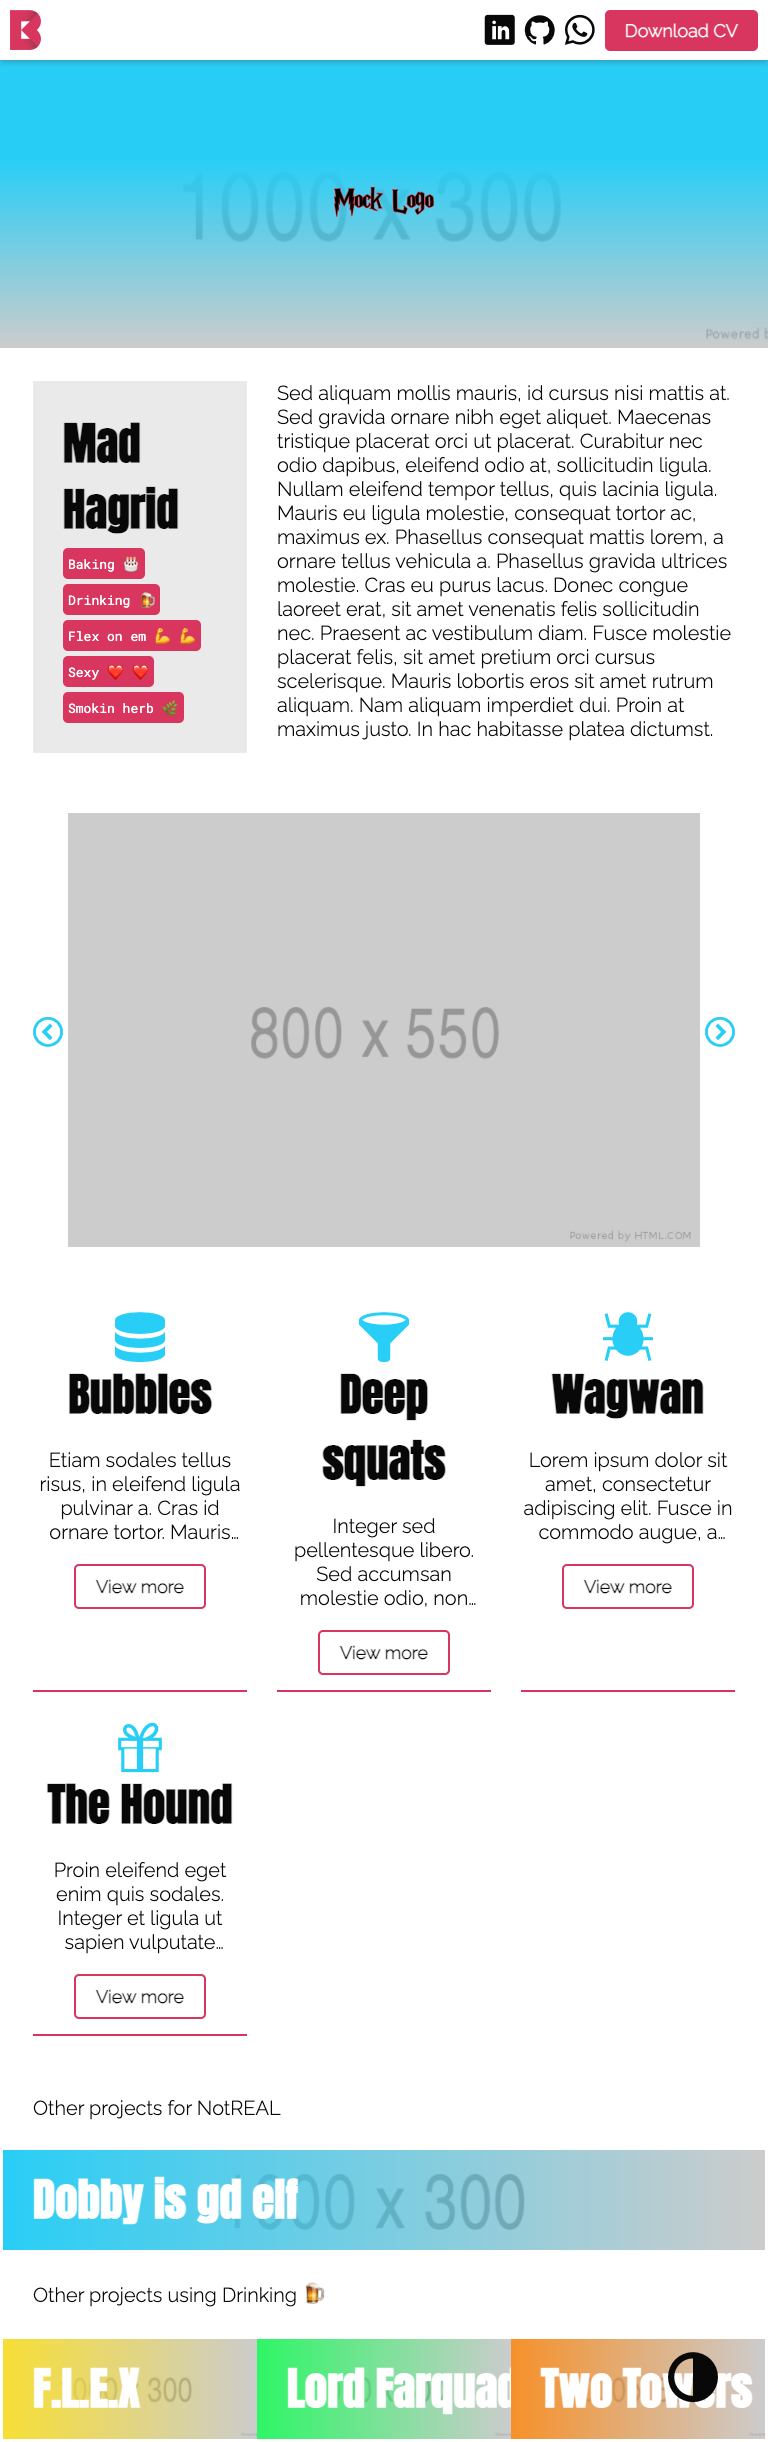 Download CV
1000 x 300
Mock Logo
Powered b
Mad
Hagrid
Baking 🎂
Drinking 🍺
Flex on em 💪 💪
Sexy ❤️ ❤️
Smokin herb 🌿
Sed aliquam mollis mauris, id cursus nisi mattis at.
Sed gravida ornare nibh eget aliquet. Maecenas
tristique placerat orci ut placerat. Curabitur nec
odio dapibus, eleifend odio at, sollicitudin ligula.
Nullam eleifend tempor tellus, quis lacinia ligula.
Mauris eu ligula molestie, consequat tortor ac,
maximus ex. Phasellus consequat mattis lorem, a
ornare tellus vehicula a. Phasellus gravida ultrices
molestie. Cras eu purus lacus. Donec congue
laoreet erat, sit amet venenatis felis sollicitudin
nec. Praesent ac vestibulum diam. Fusce molestie
placerat felis, sit amet pretium orci cursus
scelerisque. Mauris lobortis eros sit amet rutrum
aliquam. Nam aliquam imperdiet dui. Proin at
maximus justo. In hac habitasse platea dictumst.
800 x 550
Powered by HTML.COM
Bubbles
Etiam sodales tellus
risus, in eleifend ligula
pulvinar a. Cras id
ornare tortor. Mauris...
View more
Deep
squats
Integer sed
pellentesque libero.
Sed accumsan
molestie odio, non...
View more
Wagwan
Lorem ipsum dolor sit
amet, consectetur
adipiscing elit. Fusce in
commodo augue, a...
View more
The Hound
Proin eleifend eget
enim quis sodales.
Integer et ligula ut
sapien vulputate...
View more
Other projects for NotREAL
Dobby is gd elf
00 x 300
Other projects using Drinking 🍺
F.L.E.X
300
Lord Farquad
Two Towers